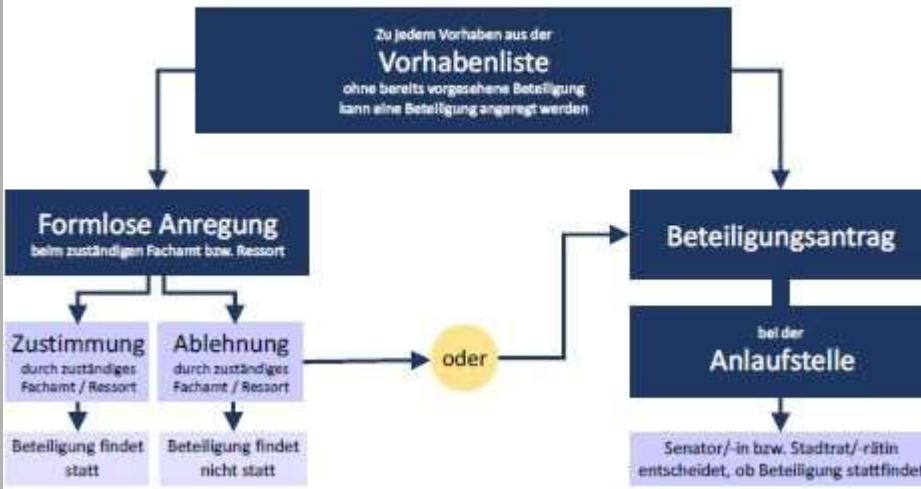 Zu jedem Vorhaben aus der
Vorhabenliste
ohne bereits vorgesehene Beteiligung
kann eine Beteiligung angeregt werden
Formlose Anregung
beim zuständigen Fachamt bzw. Ressort
Beteiligungsantrag
Zustimmung
durch zuständiges
Fachamt / Ressort
Ablehnung
durch zuständiges
Fachamt / Ressort
oder
bei der
Anlaufstelle
Beteiligung findet
statt
Beteiligung findet
nicht statt
Senator/-in bzw. Stadtrat/-rätin
entscheidet, ob Beteiligung stattfindet